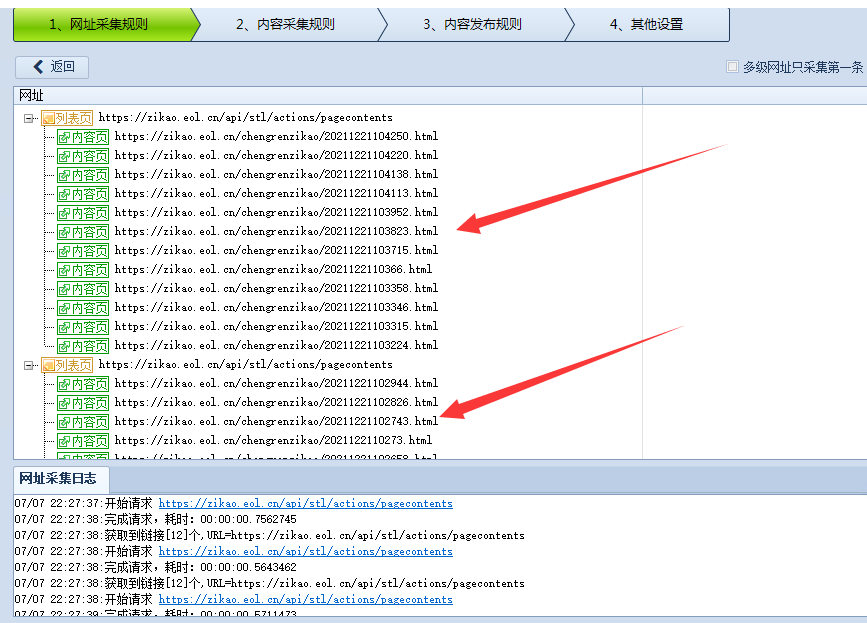 1、网址采集规则
2、内容采集规则
3、内容发布规则
4、其他设置
返回
多级网址只采集第一条
网址
列表页 https://zikao.eol.cn/api/stl/actions/pagecontents
内容页 https://zikao.eol.cn/chengrenzikao/20211221104250.html
内容页 https://zikao.eol.cn/chengrenzikao/20211221104220.html
内容页 https://zikao.eol.cn/chengrenzikao/20211221104138.html
内容页 https://zikao.eol.cn/chengrenzikao/20211221104113.html
内容页 https://zikao.eol.cn/chengrenzikao/20211221103952.html
内容页 https://zikao.eol.cn/chengrenzikao/20211221103823.html
内容页 https://zikao.eol.cn/chengrenzikao/20211221103715.html
内容页 https://zikao.eol.cn/chengrenzikao/2021122110366.html
内容页 https://zikao.eol.cn/chengrenzikao/20211221103358.html
内容页 https://zikao.eol.cn/chengrenzikao/20211221103346.html
内容页 https://zikao.eol.cn/chengrenzikao/20211221103315.html
内容页 https://zikao.eol.cn/chengrenzikao/20211221103224.html
列表页 https://zikao.eol.cn/api/stl/actions/pagecontents
内容页 https://zikao.eol.cn/chengrenzikao/20211221102944.html
内容页 https://zikao.eol.cn/chengrenzikao/20211221102826.html
内容页 https://zikao.eol.cn/chengrenzikao/20211221102743.html
内容页 https://zikao.eol.cn/chengrenzikao/2021122110273.html
内容页 https://zikao.eol.cn/chengrenzikao/20211221102658.html
网址采集日志
07/07 22:27:37:开始请求 https://zikao.eol.cn/api/stl/actions/pagecontents
07/07 22:27:38:完成请求，耗时：00:00:00.7562745
07/07 22:27:38:获取到链接[12]个,URL=https://zikao.eol.cn/api/stl/actions/pagecontents
07/07 22:27:38:开始请求 https://zikao.eol.cn/api/stl/actions/pagecontents
07/07 22:27:38:完成请求，耗时：00:00:00.5643462
07/07 22:27:38:获取到链接[12]个,URL=https://zikao.eol.cn/api/stl/actions/pagecontents
07/07 22:27:38:开始请求 https://zikao.eol.cn/api/stl/actions/pagecontents
07/07 22:27:39:完成请求，耗时：00:00:00.5711473